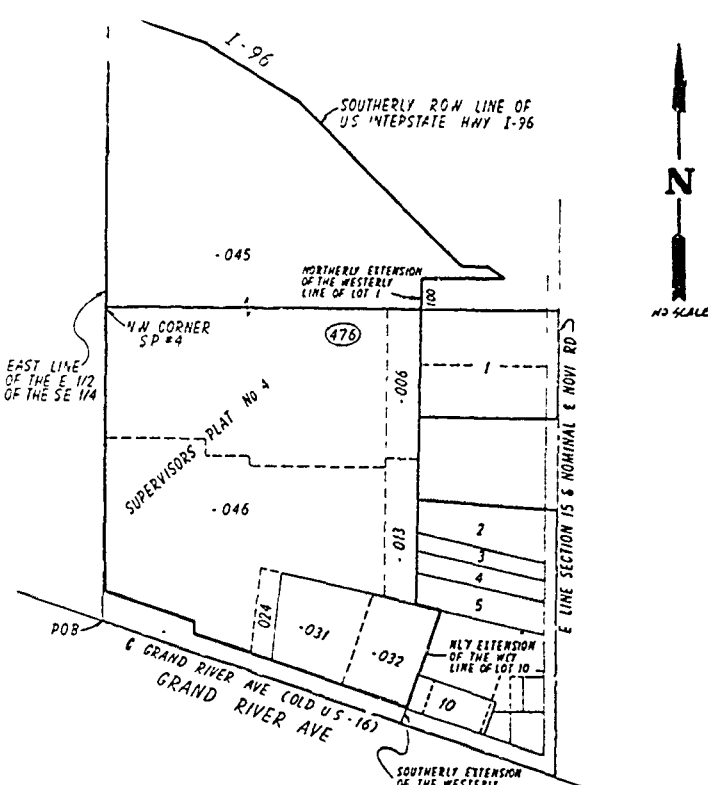 I-96
SOUTHERLY ROW LINE OF
US INTEPSTATE HWY I-96
N
NO SCALE
-045
NORTHERLY EXTENSION
OF THE WESTERLY
LINE OF LOT 1
100
NW CORNER
SP #4
476
EAST LINE
OF THE E 1/2
OF THE SE 1/4
-006
1
SUPERVISORS PLAT No 4
-046
-013
2
3
4
5
E LINE SECTION 15 & NOMINAL ₵ NOVI RD
024
-031
-032
NLY EXTENSION
OF THE WLY
LINE OF LOT 10
10
POB
₵ GRAND RIVER AVE (OLD US-16)
GRAND RIVER AVE
SOUTHERLY EXTENSION
OF THE WESTERLY